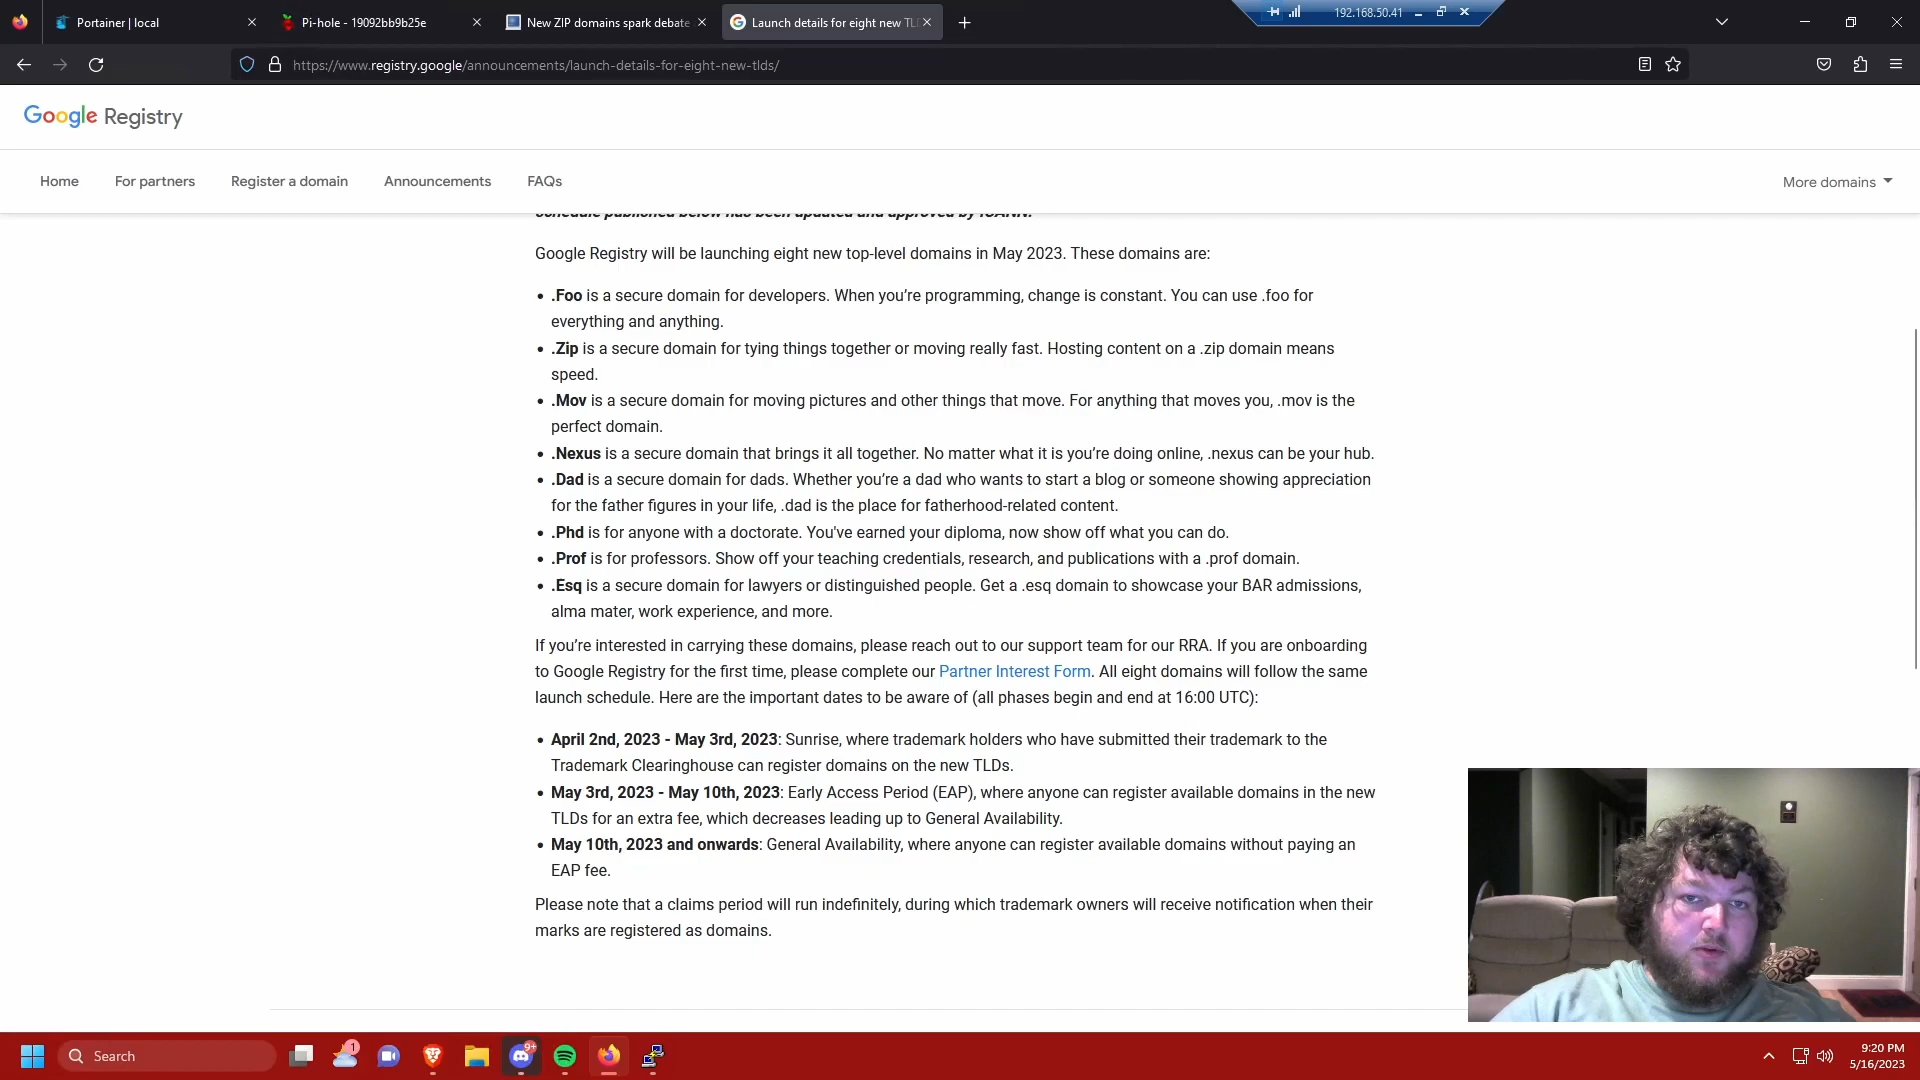 Portainer | local
Pi-hole - 19092bb9b25e
New ZIP domains spark debate
Launch details for eight new TL
192.168.50.41
https://www.registry.google/announcements/launch-details-for-eight-new-tlds/
Google Registry
Home
For partners
Register a domain
Announcements
FAQs
More domains
schedule published below has been updated and approved by ICANN.
Google Registry will be launching eight new top-level domains in May 2023. These domains are:
• .Foo is a secure domain for developers. When you’re programming, change is constant. You can use .foo for
everything and anything.
• .Zip is a secure domain for tying things together or moving really fast. Hosting content on a .zip domain means
speed.
• .Mov is a secure domain for moving pictures and other things that move. For anything that moves you, .mov is the
perfect domain.
• .Nexus is a secure domain that brings it all together. No matter what it is you’re doing online, .nexus can be your hub.
• .Dad is a secure domain for dads. Whether you’re a dad who wants to start a blog or someone showing appreciation
for the father figures in your life, .dad is the place for fatherhood-related content.
• .Phd is for anyone with a doctorate. You've earned your diploma, now show off what you can do.
• .Prof is for professors. Show off your teaching credentials, research, and publications with a .prof domain.
• .Esq is a secure domain for lawyers or distinguished people. Get a .esq domain to showcase your BAR admissions,
alma mater, work experience, and more.
If you’re interested in carrying these domains, please reach out to our support team for our RRA. If you are onboarding
to Google Registry for the first time, please complete our Partner Interest Form. All eight domains will follow the same
launch schedule. Here are the important dates to be aware of (all phases begin and end at 16:00 UTC):
• April 2nd, 2023 - May 3rd, 2023: Sunrise, where trademark holders who have submitted their trademark to the
Trademark Clearinghouse can register domains on the new TLDs.
• May 3rd, 2023 - May 10th, 2023: Early Access Period (EAP), where anyone can register available domains in the new
TLDs for an extra fee, which decreases leading up to General Availability.
• May 10th, 2023 and onwards: General Availability, where anyone can register available domains without paying an
EAP fee.
Please note that a claims period will run indefinitely, during which trademark owners will receive notification when their
marks are registered as domains.
Search
1
9+
9:20 PM
5/16/2023